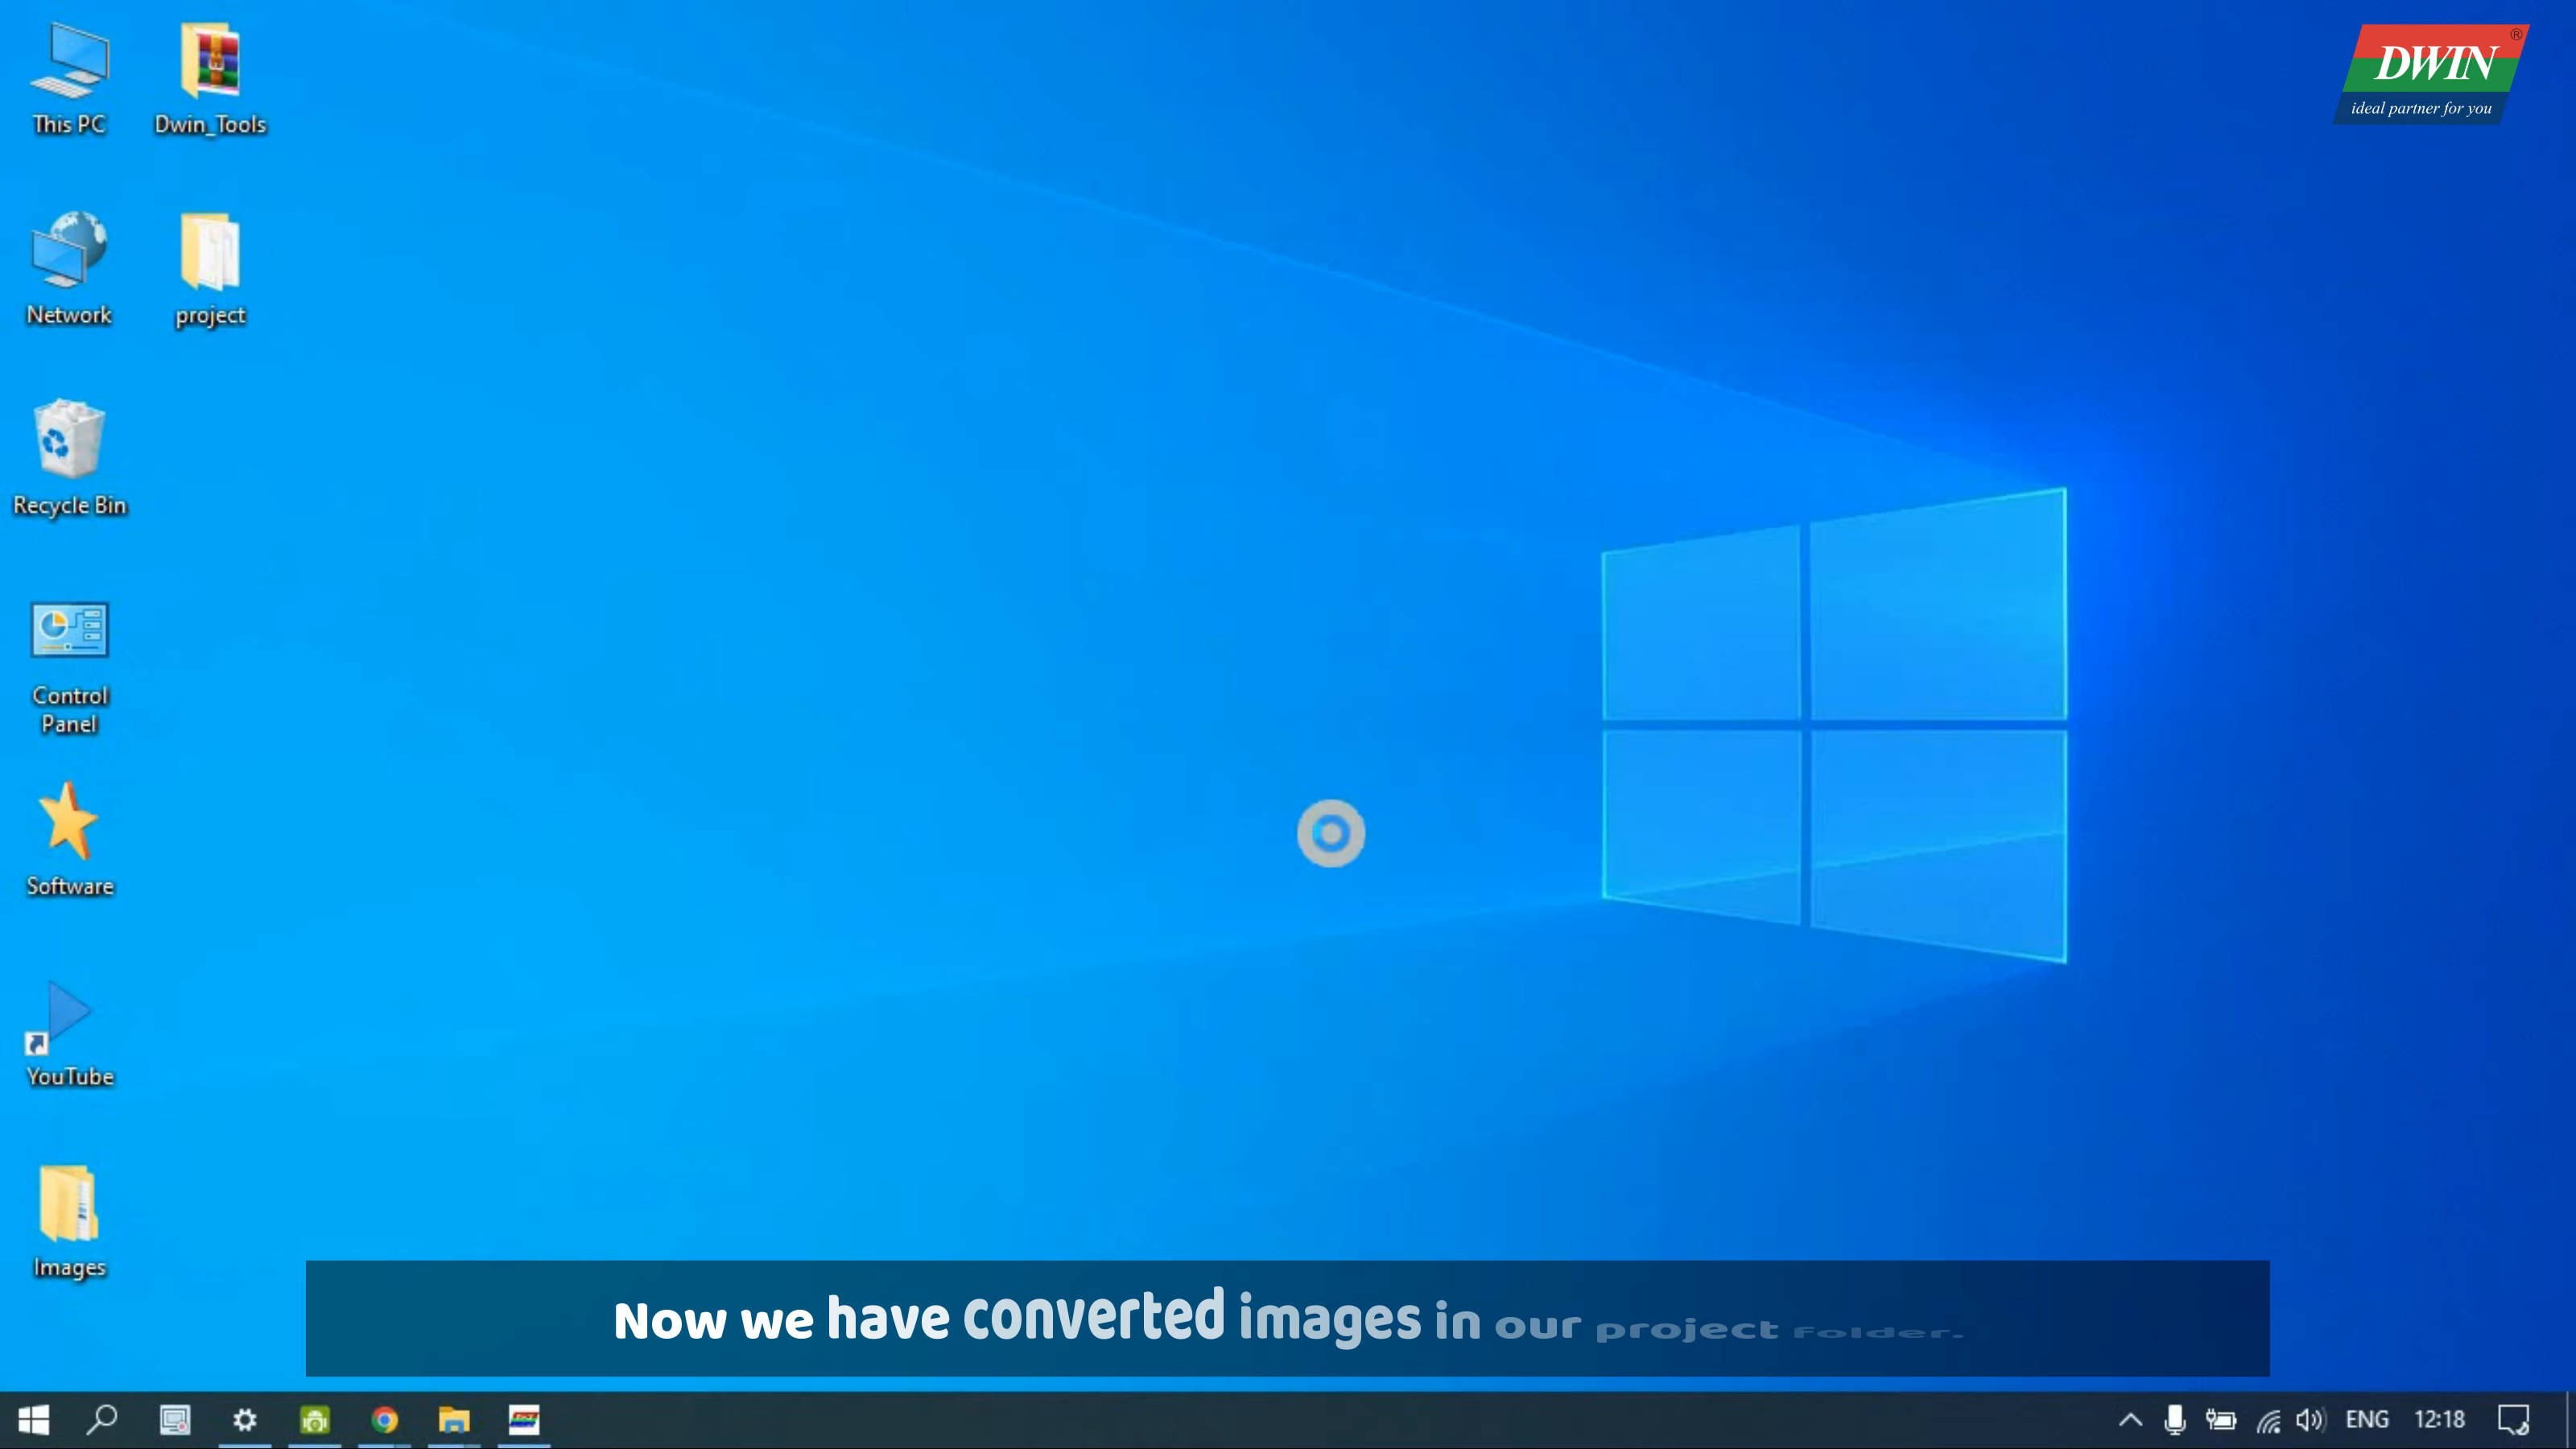 This PC
Dwin_Tools
Network
project
Recycle Bin
Control
Panel
Software
YouTube
Images
DWIN ®
ideal partner for you
Now we have converted images in our project folder.
ENG
12:18